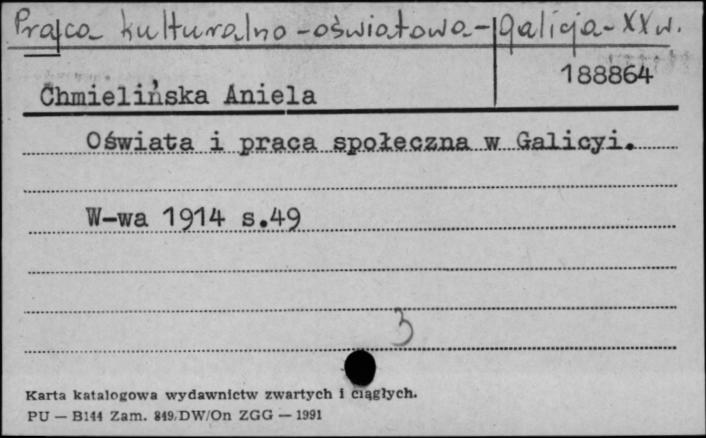 Praca kulturalno-oświatowa-Galicja-XX w.
188864
Chmielińska Aniela
Oświata i praca społeczna w Galicyi.
W-wa 1914 s.49
3
Karta katalogowa wydawnictw zwartych i ciągłych.
PU — B144 Zam. 849/DW/On ZGG — 1991